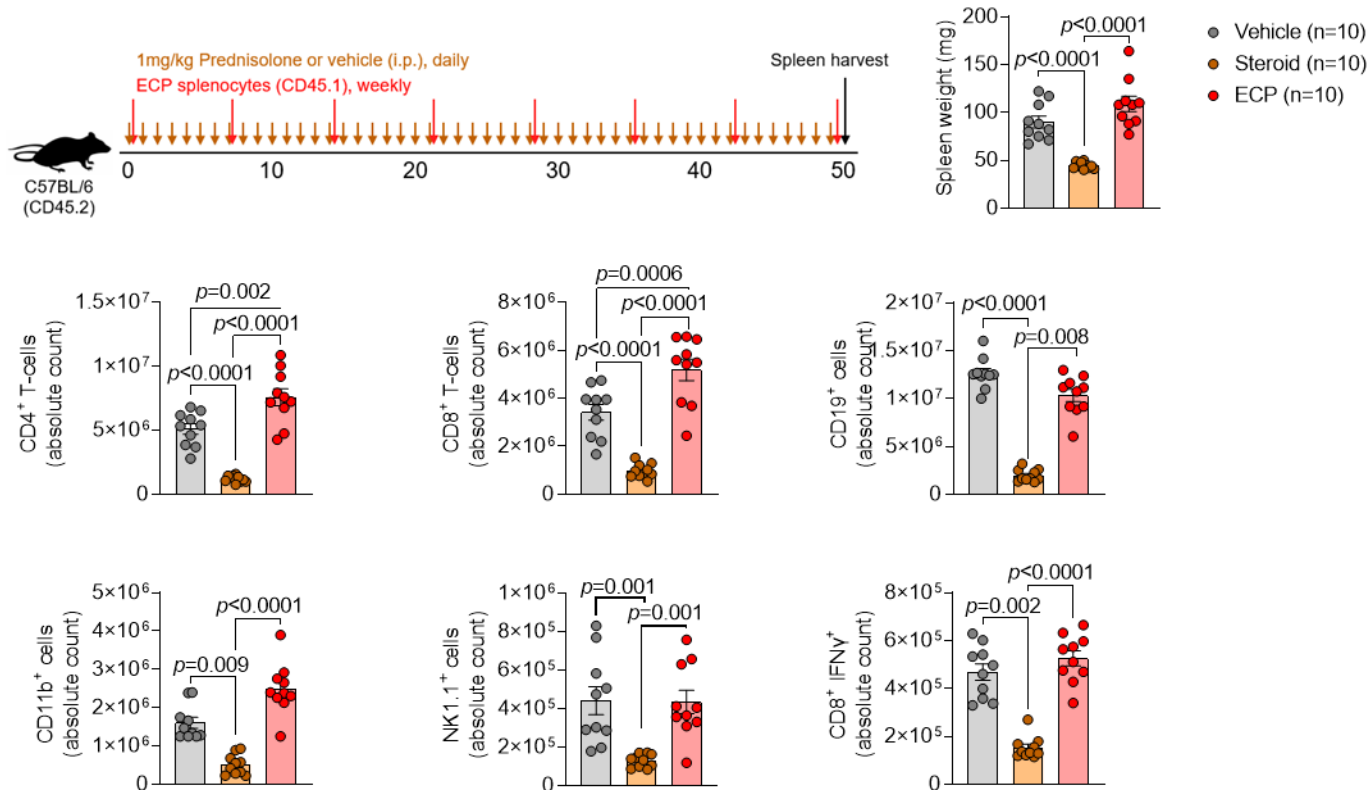 1mg/kg Prednisolone or vehicle (i.p.), daily
ECP splenocytes (CD45.1), weekly
Spleen harvest
C57BL/6
(CD45.2)
0 10 20 30 40 50
Spleen weight (mg)
200
150
100
50
0
p<0.0001
p<0.0001
Vehicle (n=10)
Steroid (n=10)
ECP (n=10)
CD4⁺ T-cells
(absolute count)
1.5×10⁷
1×10⁷
5×10⁶
0
p=0.002
p<0.0001
p<0.0001
CD8⁺ T-cells
(absolute count)
8×10⁶
6×10⁶
4×10⁶
2×10⁶
0
p=0.0006
p<0.0001
p<0.0001
CD19⁺ cells
(absolute count)
2×10⁷
1.5×10⁷
1×10⁷
5×10⁶
0
p<0.0001
p=0.008
CD11b⁺ cells
(absolute count)
5×10⁶
4×10⁶
3×10⁶
2×10⁶
1×10⁶
0
p<0.0001
p=0.009
NK1.1⁺ cells
(absolute count)
1×10⁶
8×10⁵
6×10⁵
4×10⁵
2×10⁵
0
p=0.001
p=0.001
CD8⁺ IFNγ⁺
(absolute count)
8×10⁵
6×10⁵
4×10⁵
2×10⁵
0
p<0.0001
p=0.002